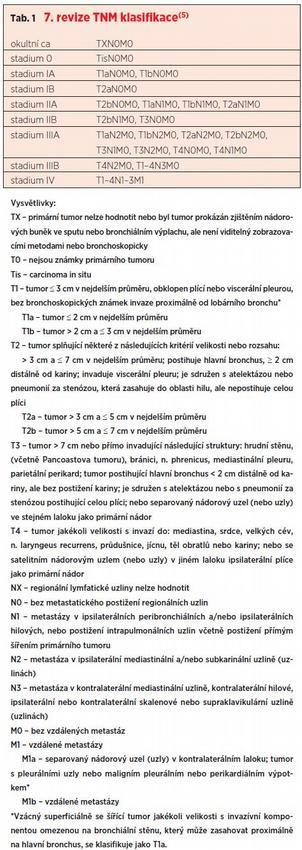 Tab. 1 7. revize TNM klasifikace(5)
okultní ca TXN0M0
stadium 0 TisN0M0
stadium IA T1aN0M0, T1bN0M0
stadium IB T2aN0M0
stadium IIA T2bN0M0, T1aN1M0, T1bN1M0, T2aN1M0
stadium IIB T2bN1M0, T3N0M0
stadium IIIA T1aN2M0, T1bN2M0, T2aN2M0, T2bN2M0,
T3N1M0, T3N2M0, T4N0M0, T4N1M0
stadium IIIB T4N2M0, T1–4N3M0
stadium IV T1–4N1–3M1
Vysvětlivky:
TX – primární tumor nelze hodnotit nebo byl tumor prokázán zjištěním nádoro-
vých buněk ve sputu nebo bronchiálním výplachu, ale není viditelný zobrazova-
cími metodami nebo bronchoskopicky
T0 – nejsou známky primárního tumoru
Tis – carcinoma in situ
T1 – tumor ≤ 3 cm v nejdelším průměru, obklopen plící nebo viscerální pleurou,
bez bronchoskopických známek invaze proximálně od lobárního bronchu*
T1a – tumor ≤ 2 cm v nejdelším průměru
T1b – tumor > 2 cm a ≤ 3 cm v nejdelším průměru
T2 – tumor splňující některé z následujících kritérií velikosti nebo rozsahu:
> 3 cm a ≤ 7 cm v nejdelším průměru; postihuje hlavní bronchus, ≥ 2 cm
distálně od kariny; invaduje viscerální pleuru; je sdružen s atelektázou nebo
pneumonií za stenózou, která zasahuje do oblasti hilu, ale nepostihuje celou
plíci
T2a – tumor > 3 cm a ≤ 5 cm v nejdelším průměru
T2b – tumor > 5 cm a ≤ 7 cm v nejdelším průměru
T3 – tumor > 7 cm nebo přímo invadující následující struktury: hrudní stěnu,
(včetně Pancoastova tumoru), bránici, n. phrenicus, mediastinální pleuru,
parietální perikard; tumor postihující hlavní bronchus < 2 cm distálně od ka-
riny, ale bez postižení kariny; je sdružen s atelektázou nebo s pneumonií za
stenózou postihující celou plíci; nebo separovaný nádorový uzel (nebo uzly)
ve stejném laloku jako primární nádor
T4 – tumor jakékoli velikosti s invazí do: mediastina, srdce, velkých cév,
n. laryngeus recurrens, průdušnice, jícnu, těl obratlů nebo kariny; nebo se
satelitním nádorovým uzlem (nebo uzly) v jiném laloku ipsilaterální plíce
jako primární nádor
NX – regionální lymfatické uzliny nelze hodnotit
N0 – bez metastatického postižení regionálních uzlin
N1 – metastázy v ipsilaterálních peribronchiálních a/nebo ipsilaterálních
hilových, nebo postižení intrapulmonálních uzlin včetně postižení přímým
šířením primárního tumoru
N2 – metastáza v ipsilaterální mediastinální a/nebo subkarinální uzlině (uz-
linách)
N3 – metastáza v kontralaterální mediastinální uzlině, kontralaterální hilové,
ipsilaterální nebo kontralaterální skalenové nebo supraklavikulární uzlině
(uzlinách)
M0 – bez vzdálených metastáz
M1 – vzdálené metastázy
M1a – separovaný nádorový uzel (uzly) v kontralaterálním laloku; tumor
s pleurálními uzly nebo maligním pleurálním nebo perikardiálním výpot-
kem*
M1b – vzdálené metastázy
*Vzácný superficiálně se šířící tumor jakékoli velikosti s invazivní kompo-
nentou omezenou na bronchiální stěnu, který může zasahovat proximálně
na hlavní bronchus, se klasifikuje jako T1a.